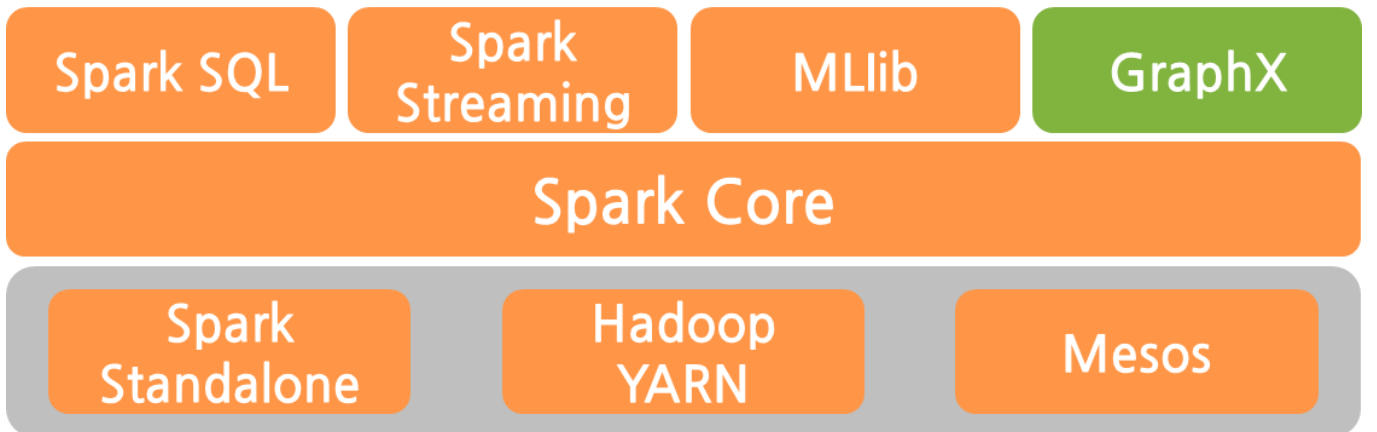 Spark SQL
Spark
Streaming
MLlib
GraphX
Spark Core
Spark
Standalone
Hadoop
YARN
Mesos